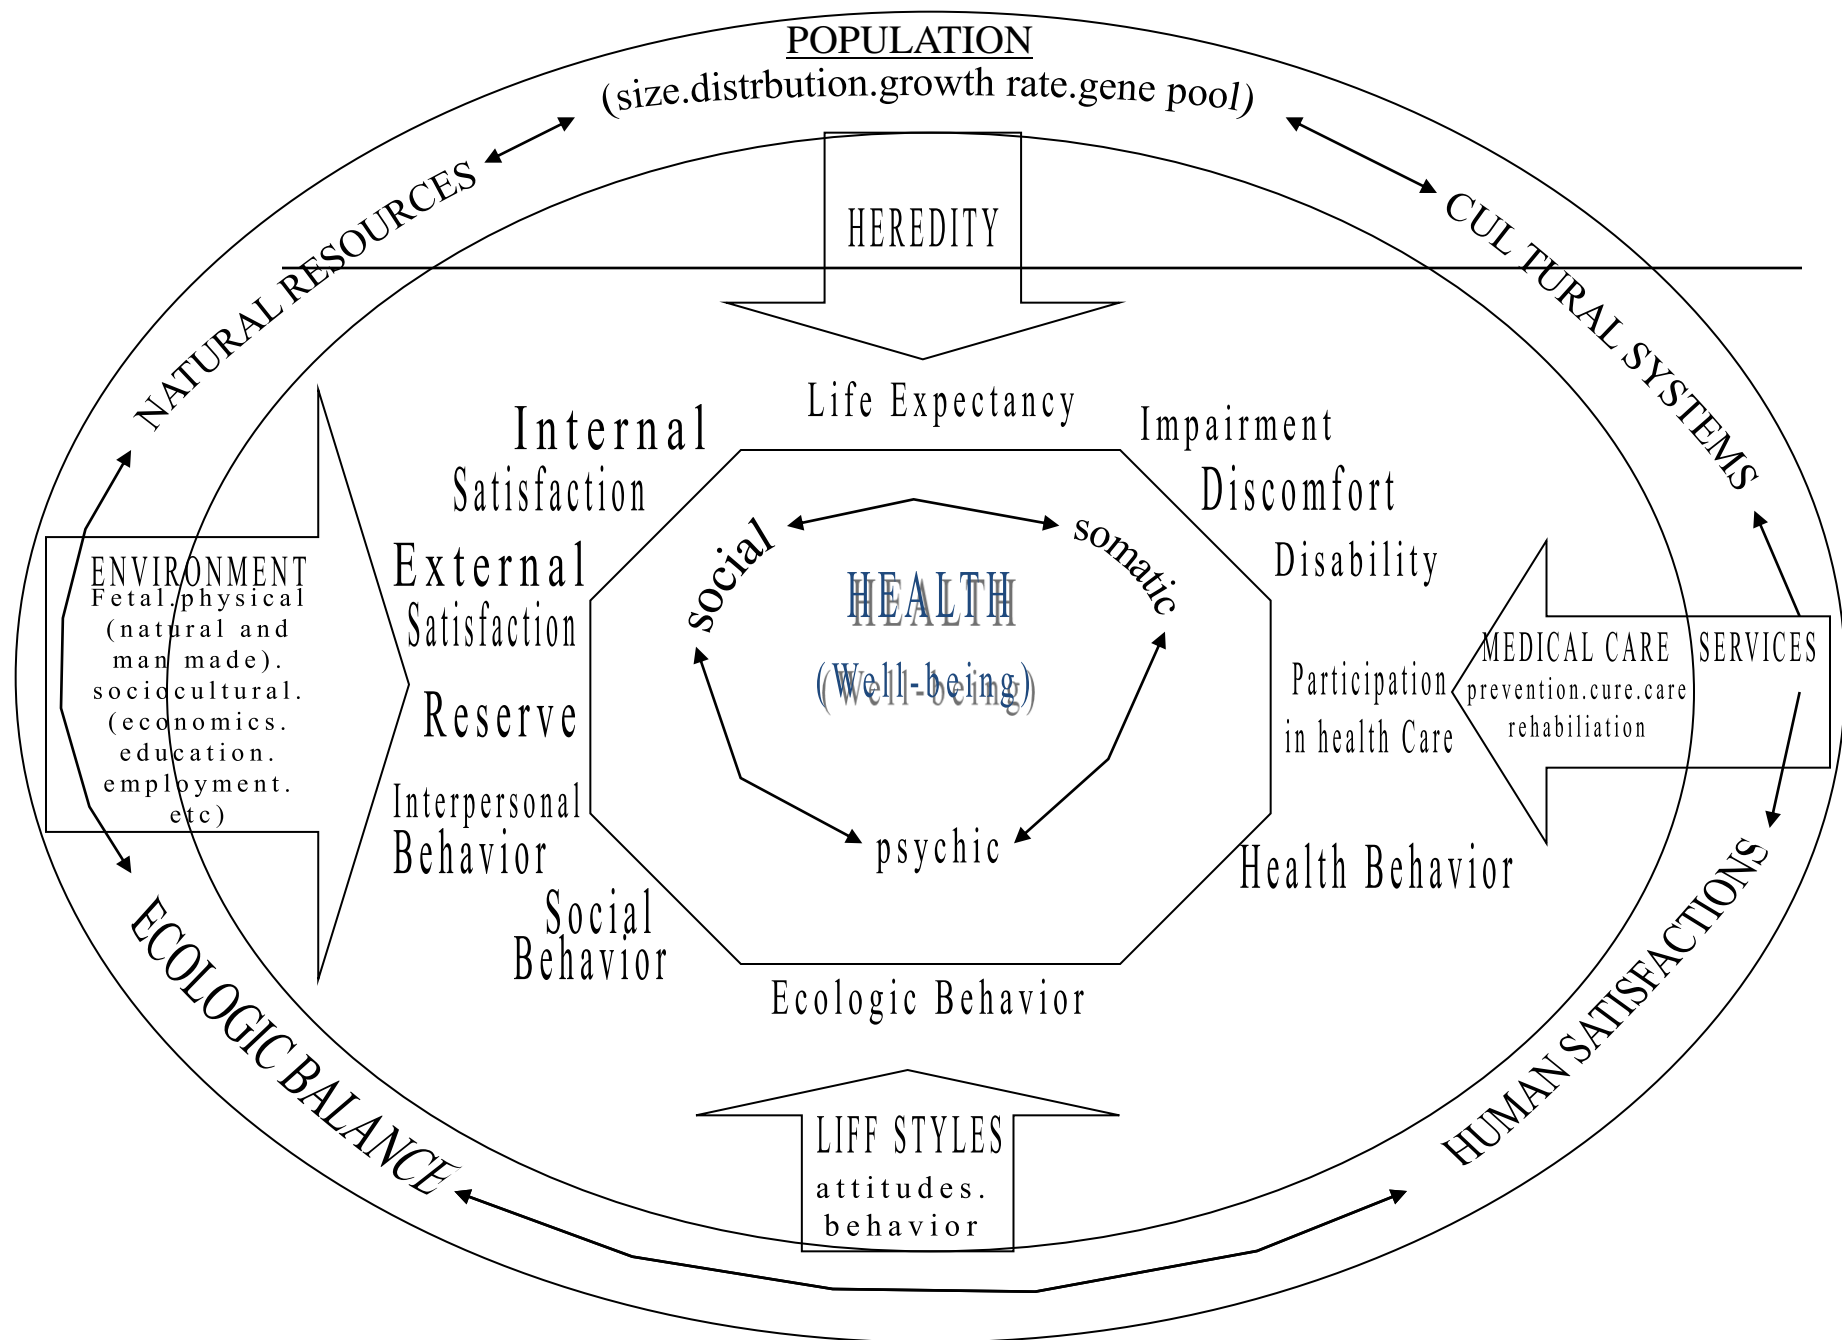 POPULATION
(size.distrbution.growth rate.gene pool)
NATURAL RESOURCES
CUL TURAL SYSTEMS
HEREDITY
Life Expectancy
Internal
Satisfaction
Impairment
Discomfort
Disability
External
Satisfaction
social
somatic
HEALTH
(Well-being)
psychic
ENVIRONMENT
Fetal.physical
(natural and
man made).
sociocultural.
(economics.
education.
employment.
etc)
Reserve
Interpersonal
Behavior
Social
Behavior
Participation
in health Care
MEDICAL CARE SERVICES
prevention.cure.care
rehabiliation
Health Behavior
Ecologic Behavior
ECOLOGIC BALANCE
HUMAN SATISFACTIONS
LIFF STYLES
attitudes.
behavior